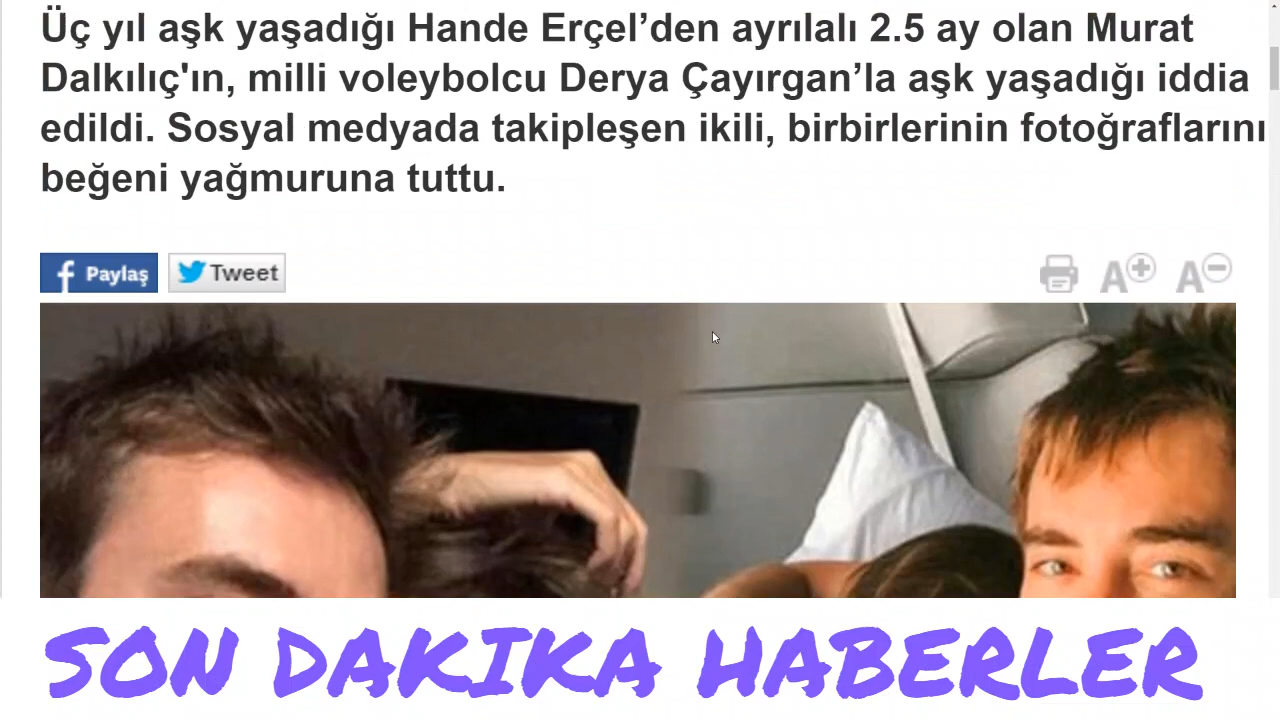 Üç yıl aşk yaşadığı Hande Erçel’den ayrılalı 2.5 ay olan Murat
Dalkılıç'ın, milli voleybolcu Derya Çayırgan’la aşk yaşadığı iddia
edildi. Sosyal medyada takipleşen ikili, birbirlerinin fotoğraflarını
beğeni yağmuruna tuttu.
f Paylaş Tweet A+ A-
SON DAKIKA HABERLER